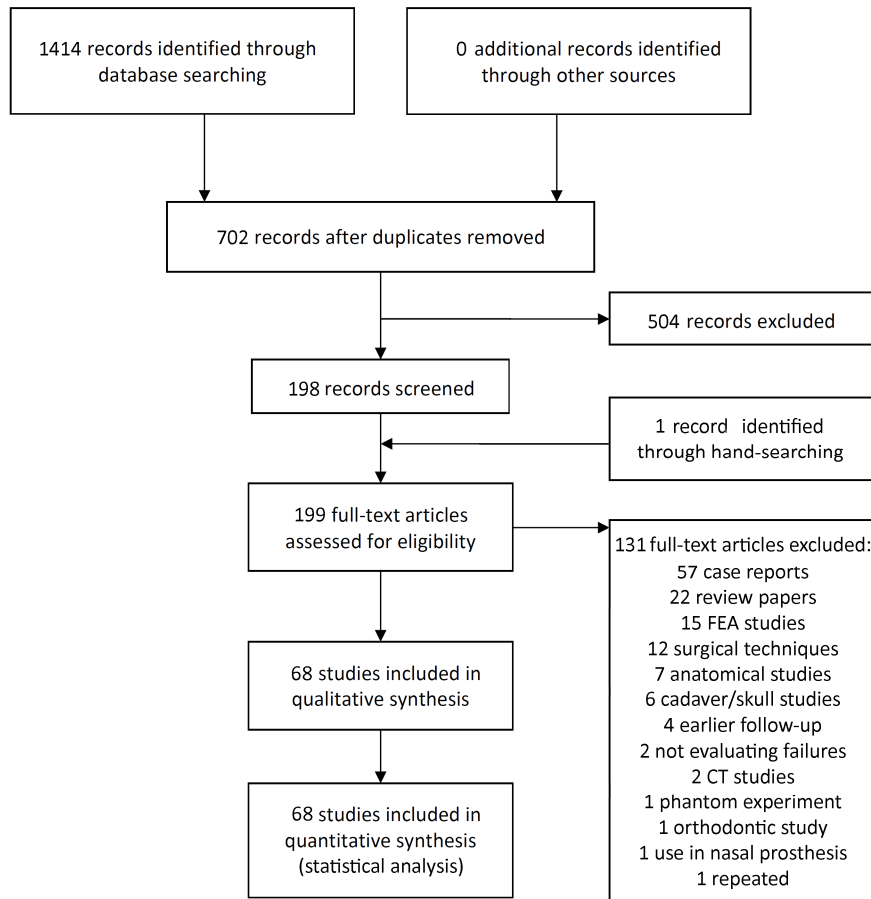 1414 records identified through
database searching
0 additional records identified
through other sources
702 records after duplicates removed
504 records excluded
198 records screened
1 record identified
through hand-searching
199 full-text articles
assessed for eligibility
131 full-text articles excluded:
57 case reports
22 review papers
15 FEA studies
12 surgical techniques
7 anatomical studies
6 cadaver/skull studies
4 earlier follow-up
2 not evaluating failures
2 CT studies
1 phantom experiment
1 orthodontic study
1 use in nasal prosthesis
1 repeated
68 studies included in
qualitative synthesis
68 studies included in
quantitative synthesis
(statistical analysis)